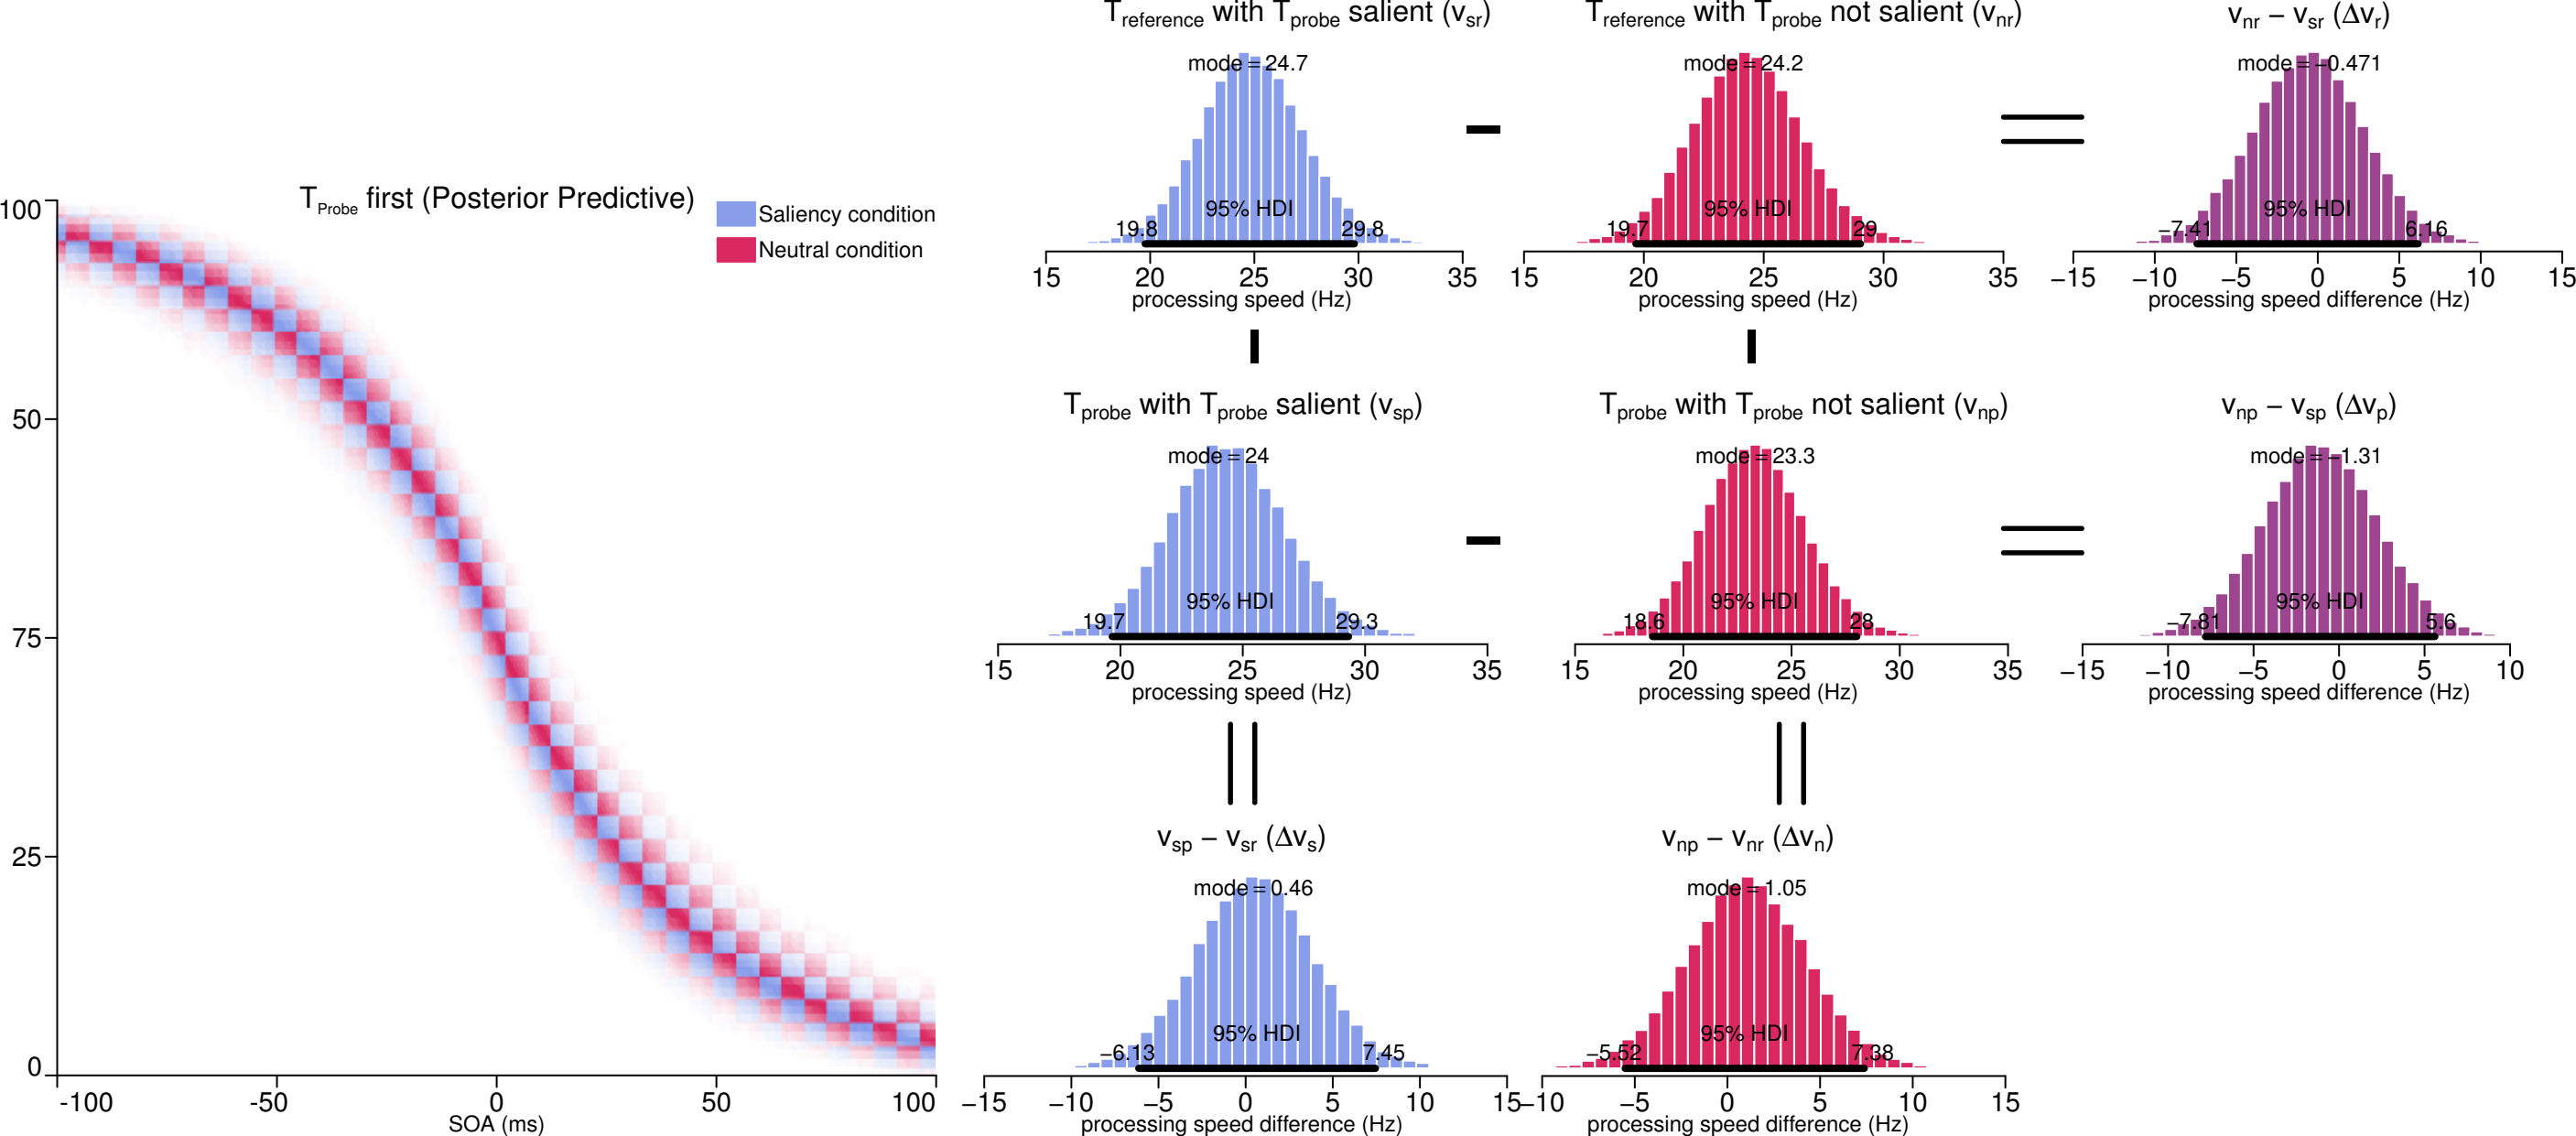 T_Probe first (Posterior Predictive)
Saliency condition
Neutral condition
100
50
75
25
0
-100 -50 0 50 100
SOA (ms)
T_reference with T_probe salient (v_sr)
mode = 24.7
95% HDI
19.8 29.8
15 20 25 30 35
processing speed (Hz)
T_reference with T_probe not salient (v_nr)
mode = 24.2
95% HDI
19.7 29
15 20 25 30 35
processing speed (Hz)
v_nr − v_sr (Δv_r)
mode = −0.471
95% HDI
−7.41 6.16
−15 −10 −5 0 5 10 15
processing speed difference (Hz)
T_probe with T_probe salient (v_sp)
mode = 24
95% HDI
19.7 29.3
15 20 25 30 35
processing speed (Hz)
T_probe with T_probe not salient (v_np)
mode = 23.3
95% HDI
18.6 28
15 20 25 30 35
processing speed (Hz)
v_np − v_sp (Δv_p)
mode = −1.31
95% HDI
−7.81 5.6
−15 −10 −5 0 5 10
processing speed difference (Hz)
v_sp − v_sr (Δv_s)
mode = 0.46
95% HDI
−6.13 7.45
−15 −10 −5 0 5 10 15
processing speed difference (Hz)
v_np − v_nr (Δv_n)
mode = 1.05
95% HDI
−5.52 7.38
−10 −5 0 5 10 15
processing speed difference (Hz)